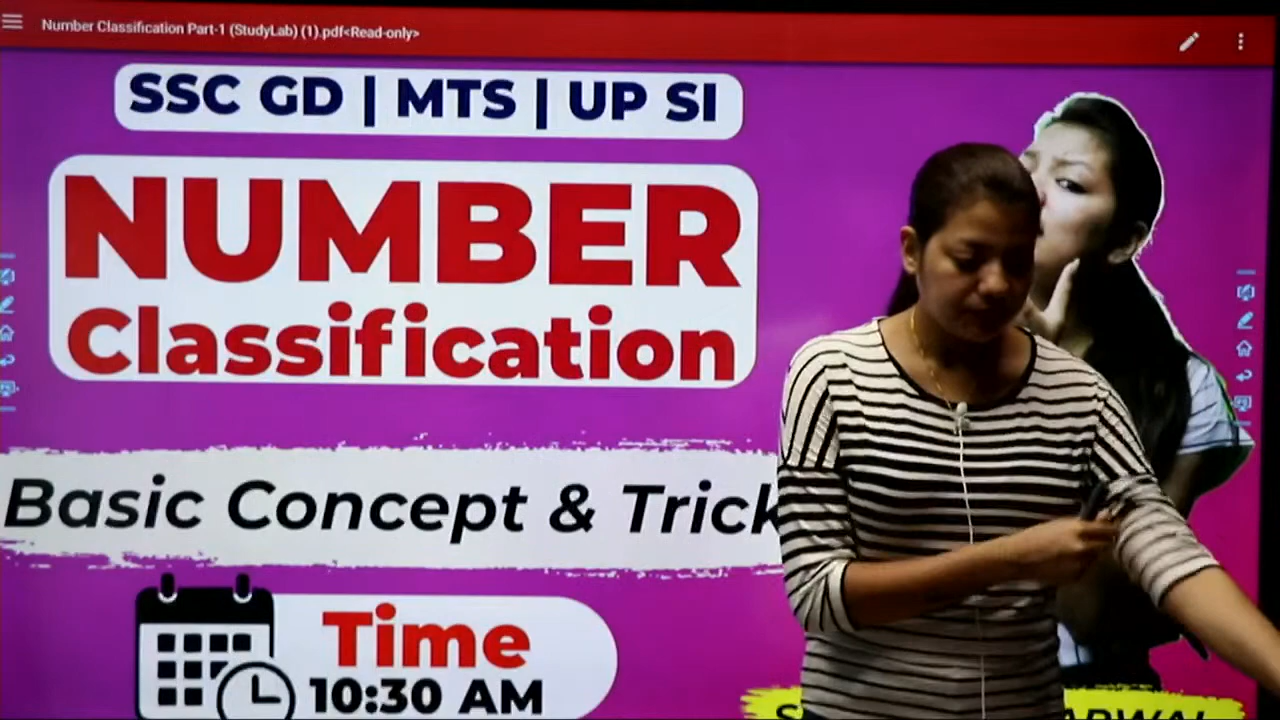 Number Classification Part-1 (StudyLab) (1).pdf<Read-only>
SSC GD | MTS | UP SI
NUMBER
Classification
Basic Concept & Trick
Time
10:30 AM